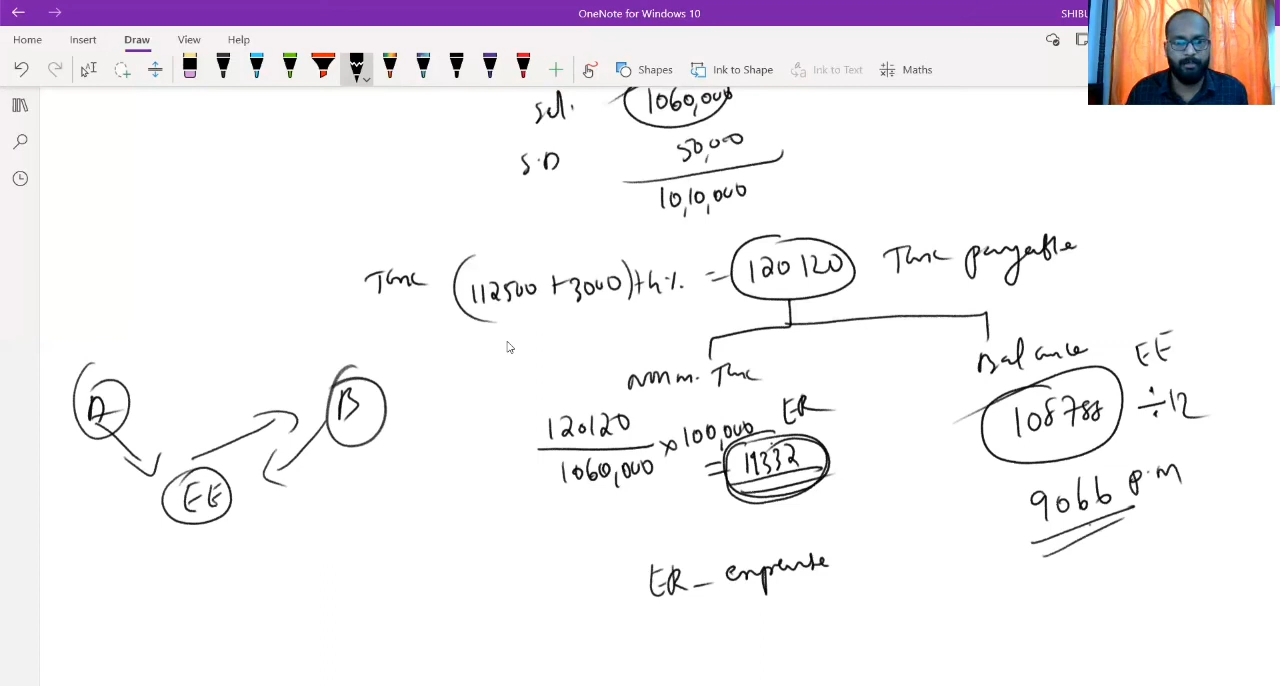 OneNote for Windows 10
SHIBU
Home Insert Draw View Help
Shapes Ink to Shape Ink to Text Maths
Sal. 1060,000
S.D 50,000
10,10,000
Tax (112500 + 3000) + 4% = 120120 Tax payable
nmm. Tax
Balance EE
120120
1060,000
× 100,000 ER
= 11332
108788 ÷12
9066 p.m
A
B
EE
ER –